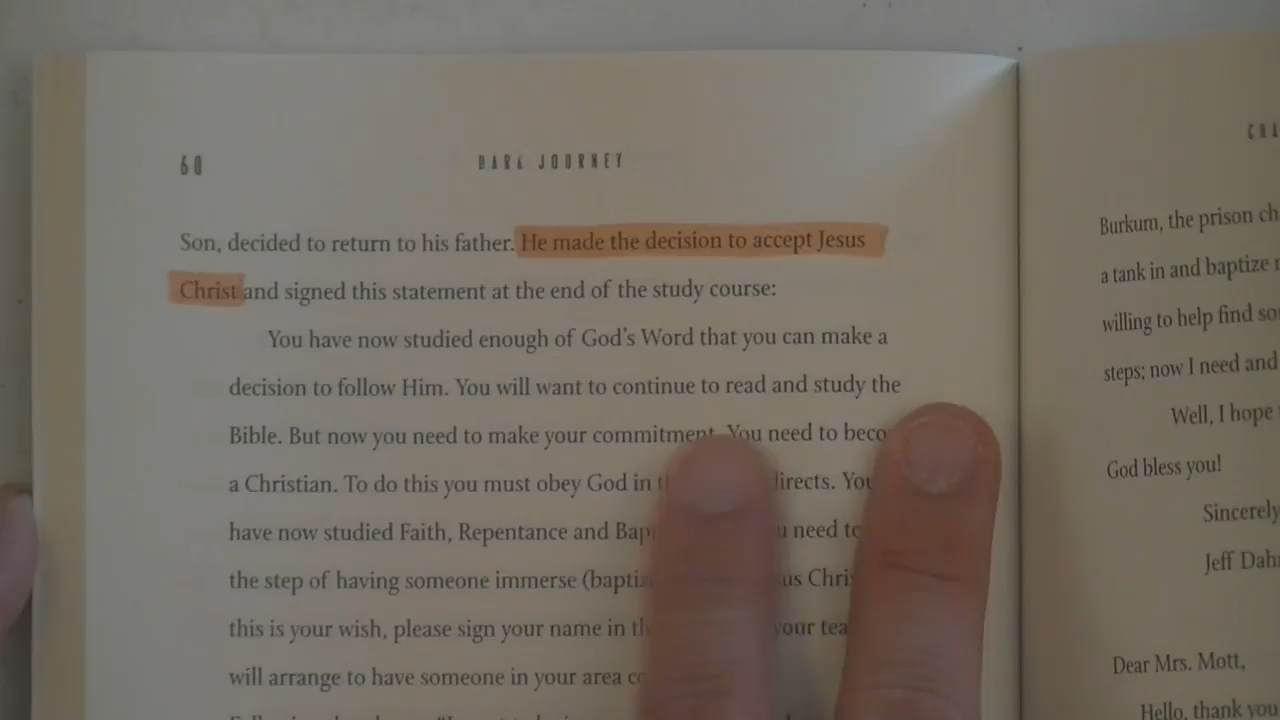 60
DARK JOURNEY
Son, decided to return to his father. He made the decision to accept Jesus
Christ and signed this statement at the end of the study course:
You have now studied enough of God's Word that you can make a
decision to follow Him. You will want to continue to read and study the
Bible. But now you need to make your commitment. You need to beco
a Christian. To do this you must obey God in directs. You
have now studied Faith, Repentance and Bap need to
the step of having someone immerse (baptiz us Chri
this is your wish, please sign your name in th your tea
will arrange to have someone in your area co
CHA
Burkum, the prison ch
a tank in and baptize
willing to help find so
steps; now I need and
Well, I hope
God bless you!
Sincerely
Jeff Dah
Dear Mrs. Mott,
Hello, thank you